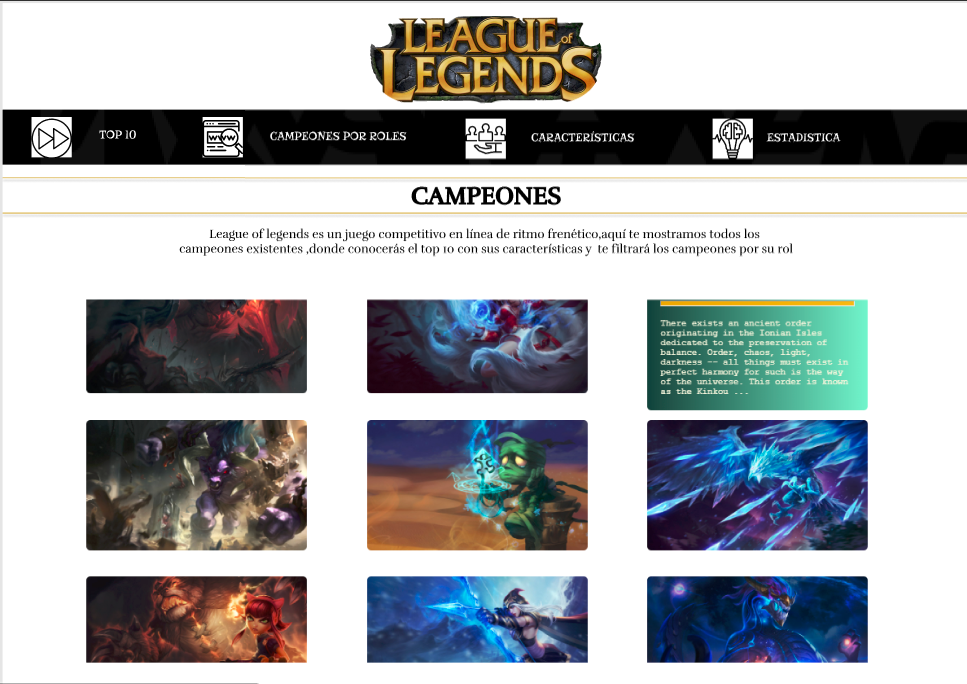 LEAGUE of
LEGENDS
TOP 10
CAMPEONES POR ROLES
CARACTERÍSTICAS
ESTADISTICA
www
CAMPEONES
League of legends es un juego competitivo en línea de ritmo frenético,aquí te mostramos todos los
campeones existentes ,donde conocerás el top 10 con sus características y  te filtrará los campeones por su rol
There exists an ancient order
originating in the Ionian Isles
dedicated to the preservation of
balance. Order, chaos, light,
darkness -- all things must exist in
perfect harmony for such is the way
of the universe. This order is known
as the Kinkou ...